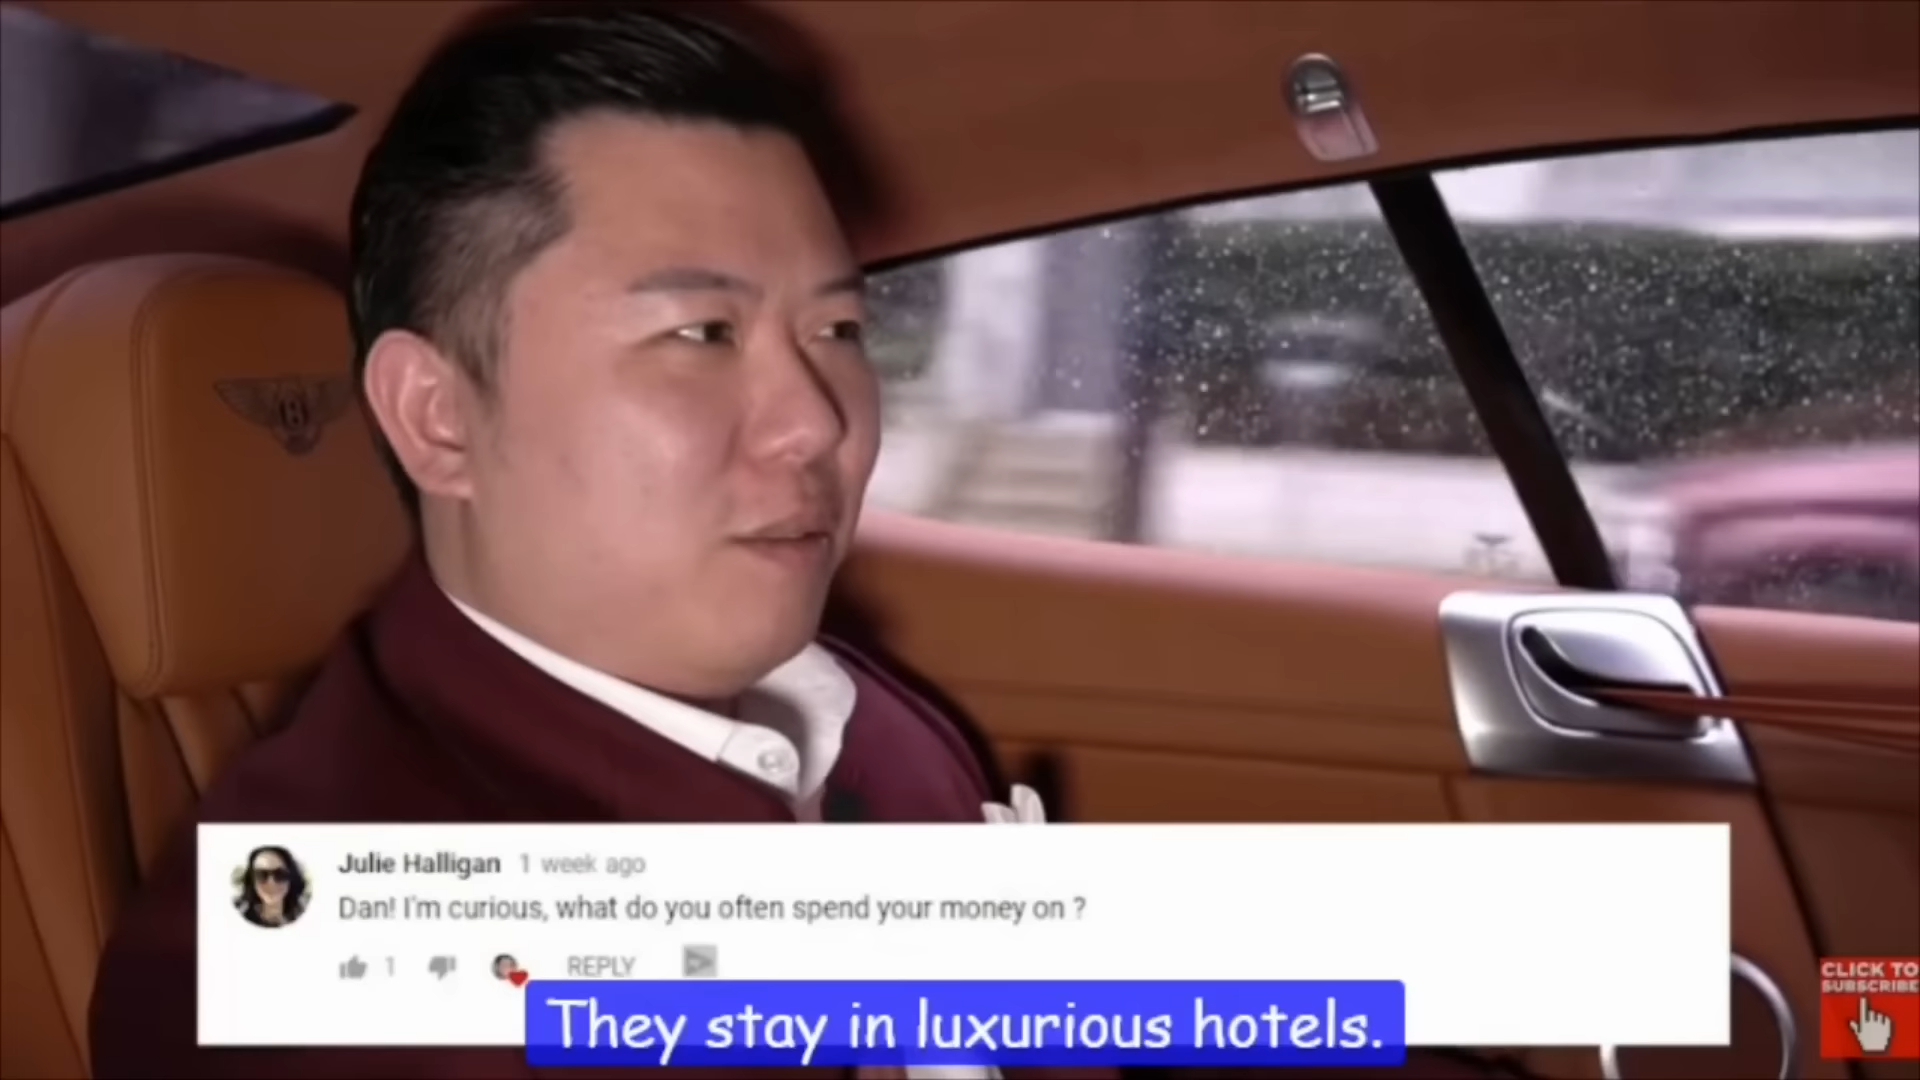 B
Julie Halligan 1 week ago
Dan! I'm curious, what do you often spend your money on ?
1 REPLY
They stay in luxurious hotels.
CLICK TO
SUBSCRIBE